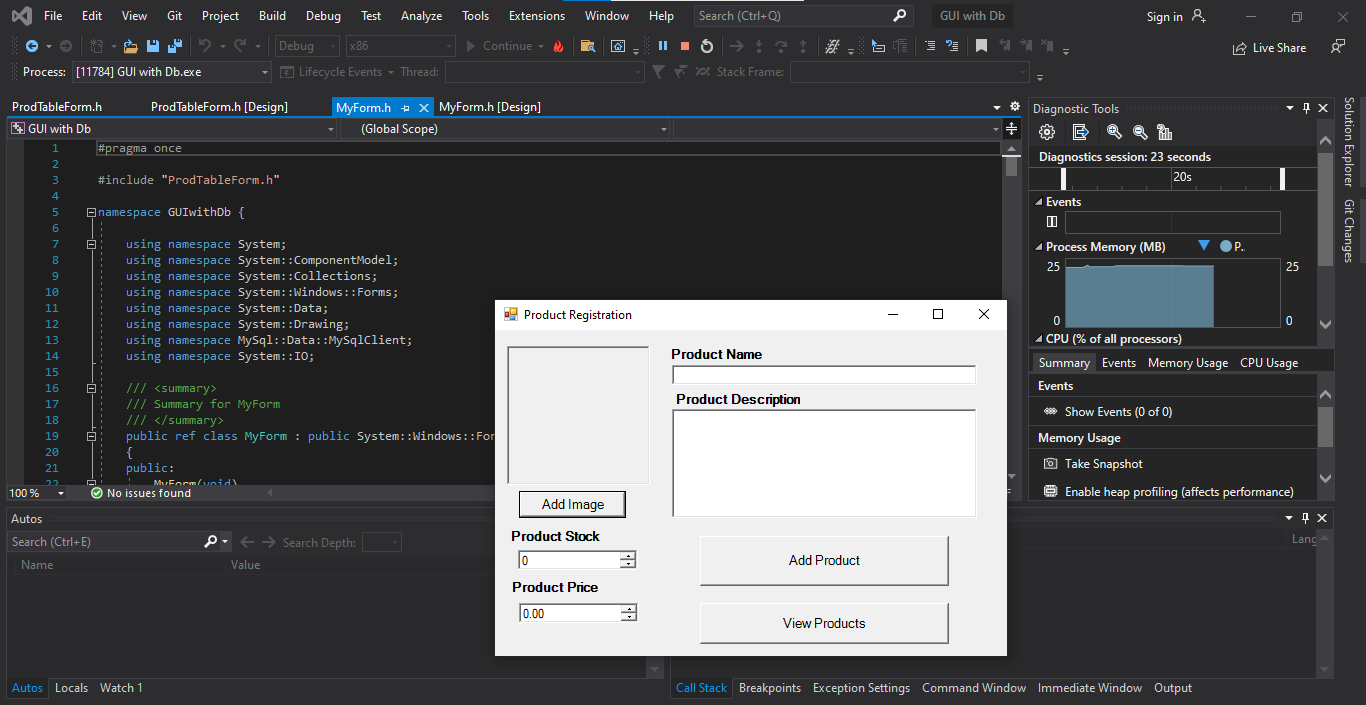 File Edit View Git Project Build Debug Test Analyze Tools Extensions Window Help Search (Ctrl+Q) GUI with Db Sign in
Debug x86 Continue Live Share
Process: [11784] GUI with Db.exe Lifecycle Events Thread: Stack Frame:
ProdTableForm.h ProdTableForm.h [Design] MyForm.h MyForm.h [Design]
GUI with Db (Global Scope)
1 #pragma once
2
3 #include "ProdTableForm.h"
4
5 namespace GUIwithDb {
6
7 using namespace System;
8 using namespace System::ComponentModel;
9 using namespace System::Collections;
10 using namespace System::Windows::Forms;
11 using namespace System::Data;
12 using namespace System::Drawing;
13 using namespace MySql::Data::MySqlClient;
14 using namespace System::IO;
15
16 /// <summary>
17 /// Summary for MyForm
18 /// </summary>
19 public ref class MyForm : public System::Windows::For
20 {
21 public:
22 MyForm(void)
100 % No issues found
Product Registration
Product Name
Product Description
Add Image
Product Stock
0
Product Price
0.00
Add Product
View Products
Diagnostic Tools
Diagnostics session: 23 seconds
20s
Events
Process Memory (MB) P..
25 25
0 0
CPU (% of all processors)
Summary Events Memory Usage CPU Usage
Events
Show Events (0 of 0)
Memory Usage
Take Snapshot
Enable heap profiling (affects performance)
Solution Explorer
Git Changes
Autos
Search (Ctrl+E) Search Depth:
Name Value
Lang
Autos Locals Watch 1
Call Stack Breakpoints Exception Settings Command Window Immediate Window Output